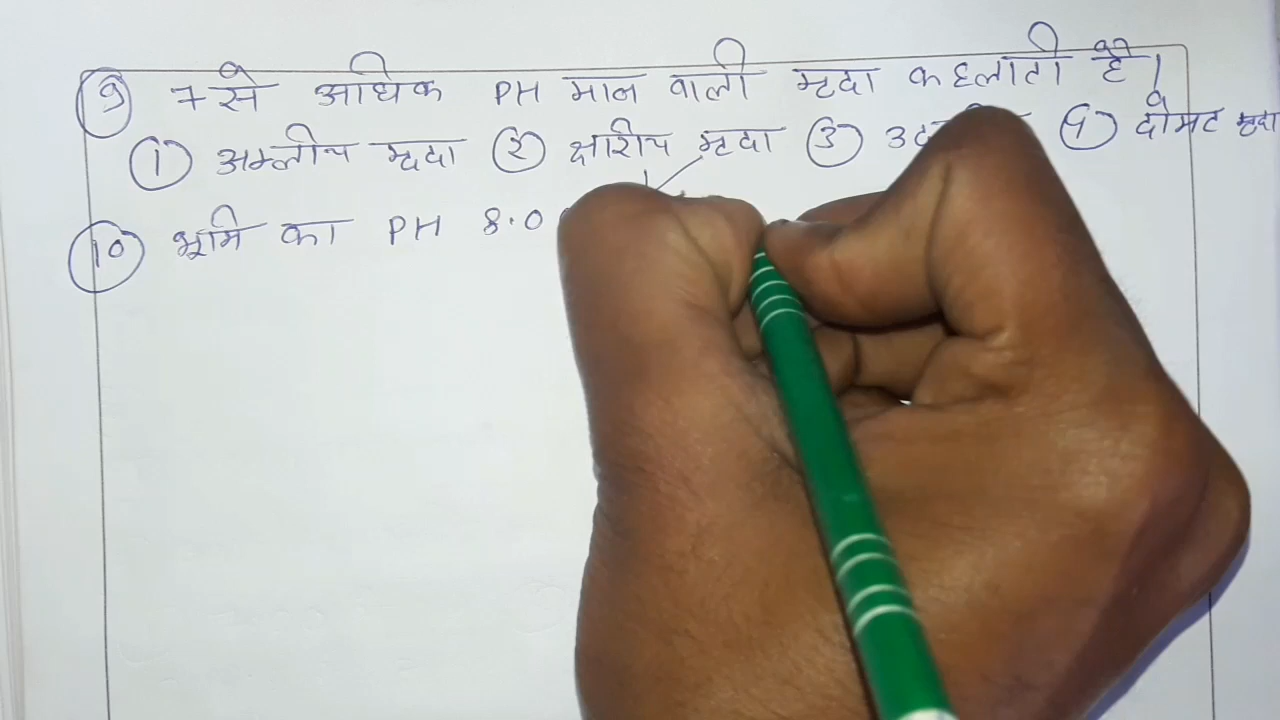 9 7 से अधिक PH मान वाली मृदा कहलाती है।
1 अम्लीय मृदा 2 क्षारीय मृदा 3 4 दोमट मृदा
10 भूमि का PH 8.0